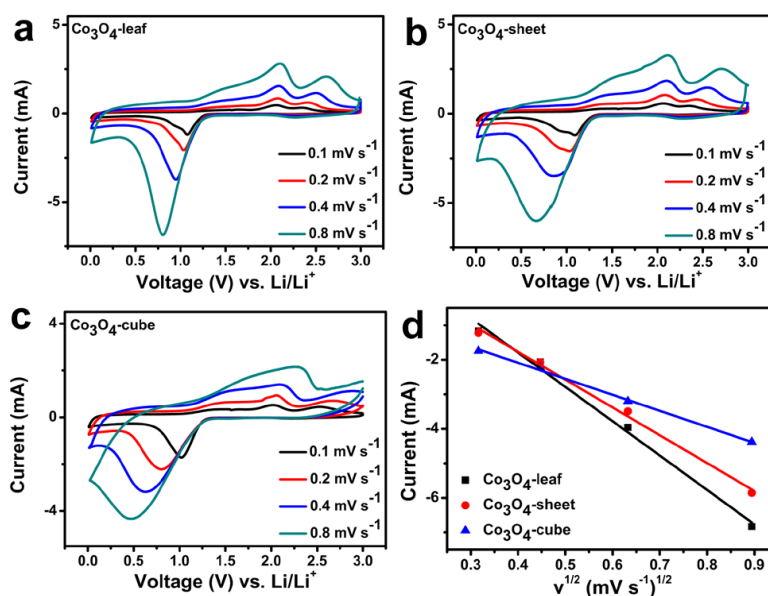 a
Co3O4-leaf
Current (mA)
5
0
-5
0.1 mV s-1
0.2 mV s-1
0.4 mV s-1
0.8 mV s-1
0.0 0.5 1.0 1.5 2.0 2.5 3.0
Voltage (V) vs. Li/Li+
b
Co3O4-sheet
Current (mA)
5
0
-5
0.1 mV s-1
0.2 mV s-1
0.4 mV s-1
0.8 mV s-1
0.0 0.5 1.0 1.5 2.0 2.5 3.0
Voltage (V) vs. Li/Li+
c
Co3O4-cube
Current (mA)
4
0
-4
0.1 mV s-1
0.2 mV s-1
0.4 mV s-1
0.8 mV s-1
0.0 0.5 1.0 1.5 2.0 2.5 3.0
Voltage (V) vs. Li/Li+
d
Current (mA)
-2
-4
-6
Co3O4-leaf
Co3O4-sheet
Co3O4-cube
0.3 0.4 0.5 0.6 0.7 0.8 0.9
v1/2 (mV s-1)1/2